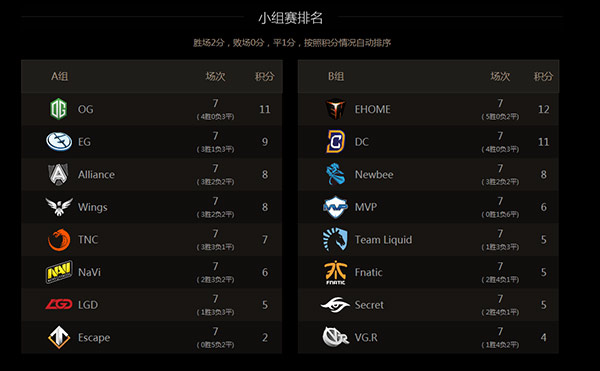 小组赛排名
胜场2分，败场0分，平1分，按照积分情况自动排序
A组 场次 积分
OG OG 7 11
( 4胜0负3平)
EG 7 9
( 3胜1负3平)
Alliance 7 8
( 3胜2负2平)
Wings 7 8
( 3胜2负2平)
TNC 7 7
( 3胜3负1平)
NAVI NaVi 7 6
( 2胜3负2平)
LGD LGD 7 5
( 1胜3负3平)
Escape 7 2
( 0胜5负2平)
B组 场次 积分
EHOME 7 12
( 5胜0负2平)
DC 7 11
( 4胜0负3平)
Newbee 7 8
( 3胜2负2平)
MVP MVP 7 6
( 0胜1负6平)
Team Liquid 7 5
( 1胜3负3平)
FNATIC Fnatic 7 5
( 2胜4负1平)
Secret 7 5
( 2胜4负1平)
VG.R 7 4
( 1胜4负2平)